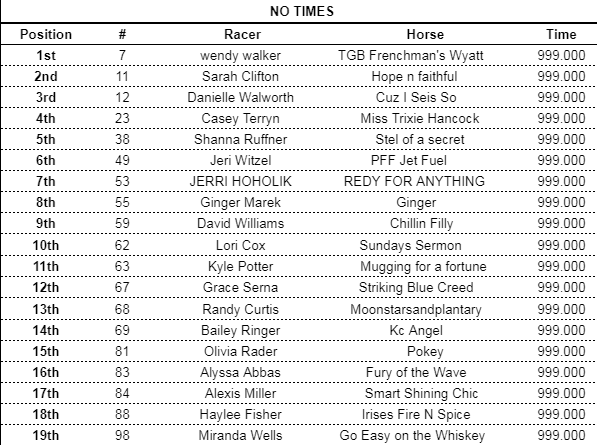 NO TIMES
Position # Racer Horse Time
1st 7 wendy walker TGB Frenchman's Wyatt 999.000
2nd 11 Sarah Clifton Hope n faithful 999.000
3rd 12 Danielle Walworth Cuz I Seis So 999.000
4th 23 Casey Terryn Miss Trixie Hancock 999.000
5th 38 Shanna Ruffner Stel of a secret 999.000
6th 49 Jeri Witzel PFF Jet Fuel 999.000
7th 53 JERRI HOHOLIK REDY FOR ANYTHING 999.000
8th 55 Ginger Marek Ginger 999.000
9th 59 David Williams Chillin Filly 999.000
10th 62 Lori Cox Sundays Sermon 999.000
11th 63 Kyle Potter Mugging for a fortune 999.000
12th 67 Grace Serna Striking Blue Creed 999.000
13th 68 Randy Curtis Moonstarsandplantary 999.000
14th 69 Bailey Ringer Kc Angel 999.000
15th 81 Olivia Rader Pokey 999.000
16th 83 Alyssa Abbas Fury of the Wave 999.000
17th 84 Alexis Miller Smart Shining Chic 999.000
18th 88 Haylee Fisher Irises Fire N Spice 999.000
19th 98 Miranda Wells Go Easy on the Whiskey 999.000